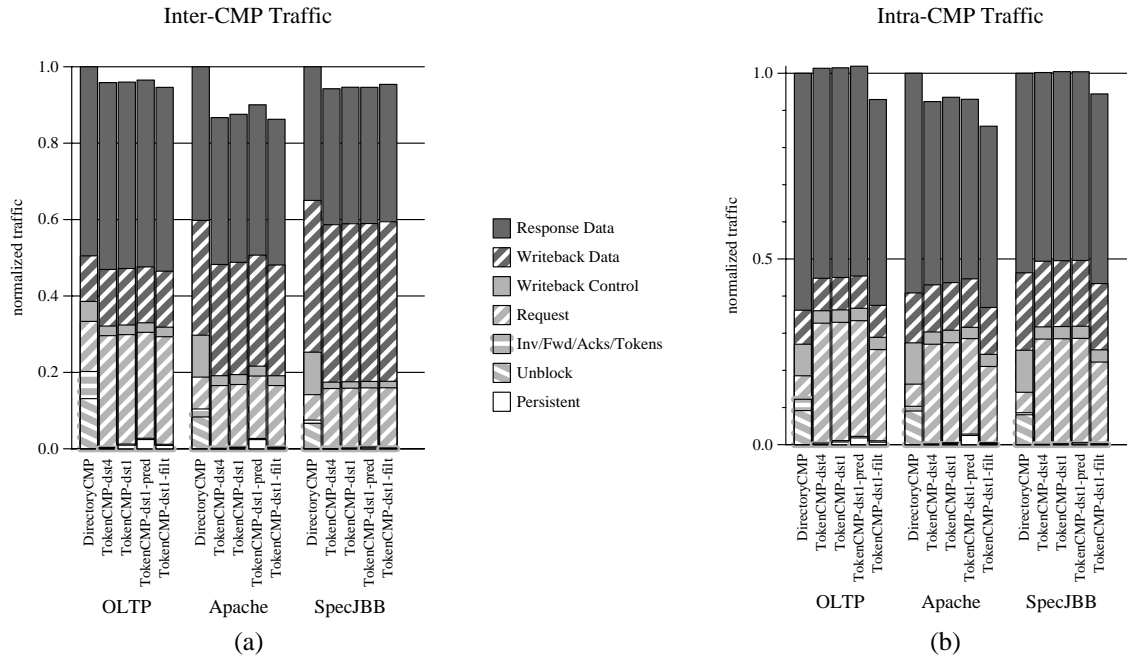 Inter-CMP Traffic
1.0
0.8
0.6
0.4
0.2
0.0
normalized traffic
DirectoryCMP
TokenCMP-dst4
TokenCMP-dst1
TokenCMP-dst1-pred
TokenCMP-dst1-filt
OLTP
DirectoryCMP
TokenCMP-dst4
TokenCMP-dst1
TokenCMP-dst1-pred
TokenCMP-dst1-filt
Apache
DirectoryCMP
TokenCMP-dst4
TokenCMP-dst1
TokenCMP-dst1-pred
TokenCMP-dst1-filt
SpecJBB
(a)
Response Data
Writeback Data
Writeback Control
Request
Inv/Fwd/Acks/Tokens
Unblock
Persistent
Intra-CMP Traffic
1.0
0.5
0.0
normalized traffic
DirectoryCMP
TokenCMP-dst4
TokenCMP-dst1
TokenCMP-dst1-pred
TokenCMP-dst1-filt
OLTP
DirectoryCMP
TokenCMP-dst4
TokenCMP-dst1
TokenCMP-dst1-pred
TokenCMP-dst1-filt
Apache
DirectoryCMP
TokenCMP-dst4
TokenCMP-dst1
TokenCMP-dst1-pred
TokenCMP-dst1-filt
SpecJBB
(b)